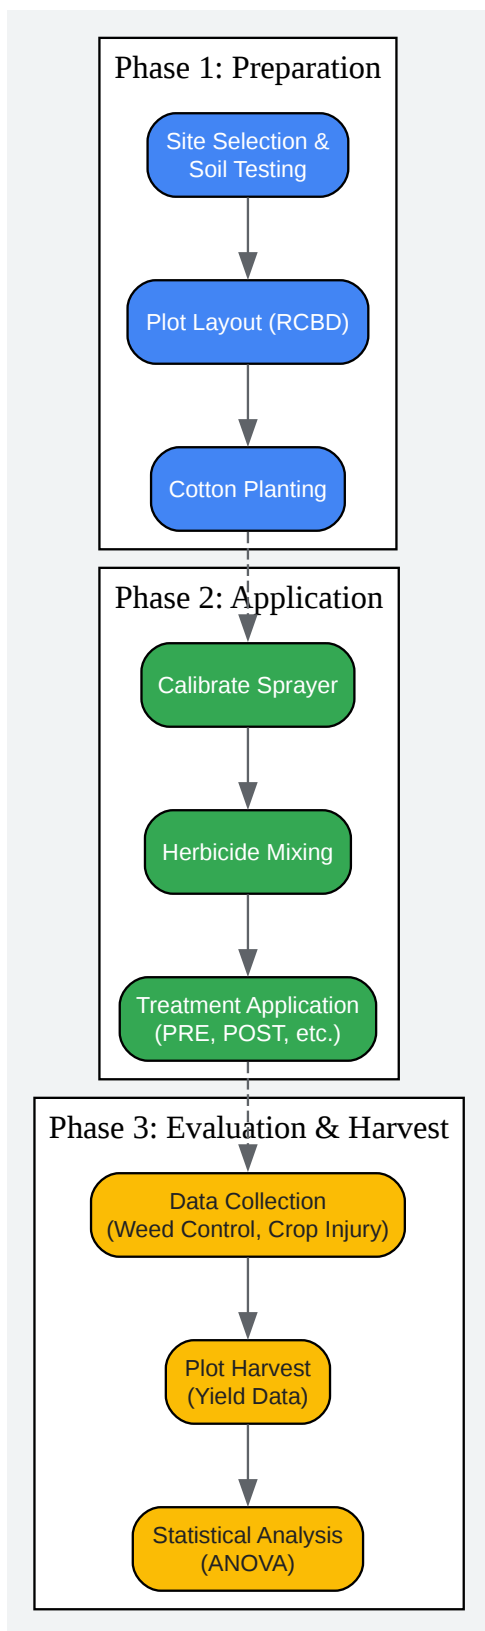 Phase 1: Preparation
Site Selection &
Soil Testing
Plot Layout (RCBD)
Cotton Planting
Phase 2: Application
Calibrate Sprayer
Herbicide Mixing
Treatment Application
(PRE, POST, etc.)
Phase 3: Evaluation & Harvest
Data Collection
(Weed Control, Crop Injury)
Plot Harvest
(Yield Data)
Statistical Analysis
(ANOVA)